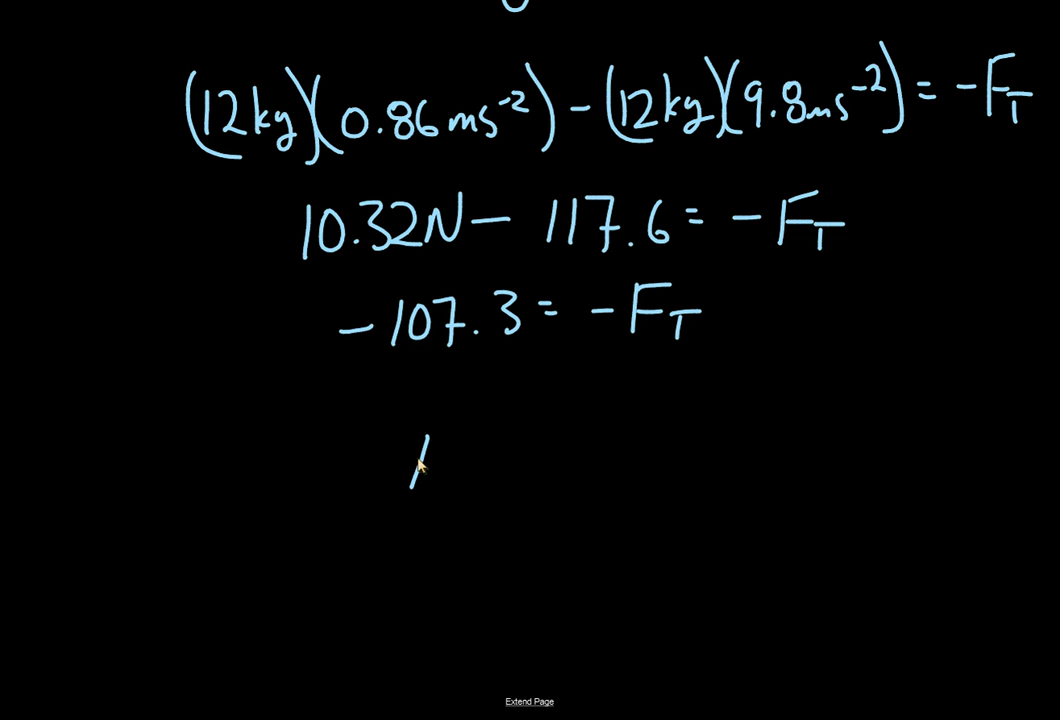 (12kg)(0.86ms⁻²) - (12kg)(9.8ms⁻²) = -F_T
10.32N - 117.6 = -F_T
-107.3 = -F_T
Extend Page